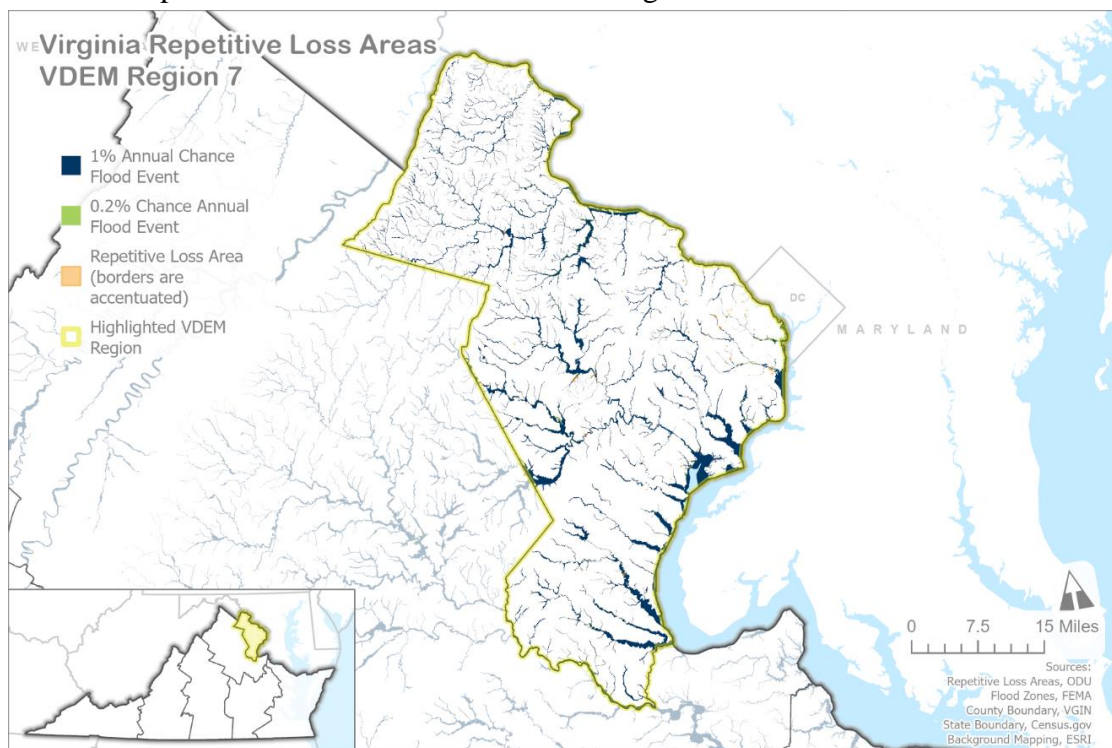 Virginia Repetitive Loss Areas
VDEM Region 7
1% Annual Chance
Flood Event
0.2% Chance Annual
Flood Event
Repetitive Loss Area
(borders are
accentuated)
Highlighted VDEM
Region
DC
MARYLAND
0 7.5 15 Miles
Sources:
Repetitive Loss Areas, ODU
Flood Zones, FEMA
County Boundary, VGIN
State Boundary, Census.gov
Background Mapping, ESRI